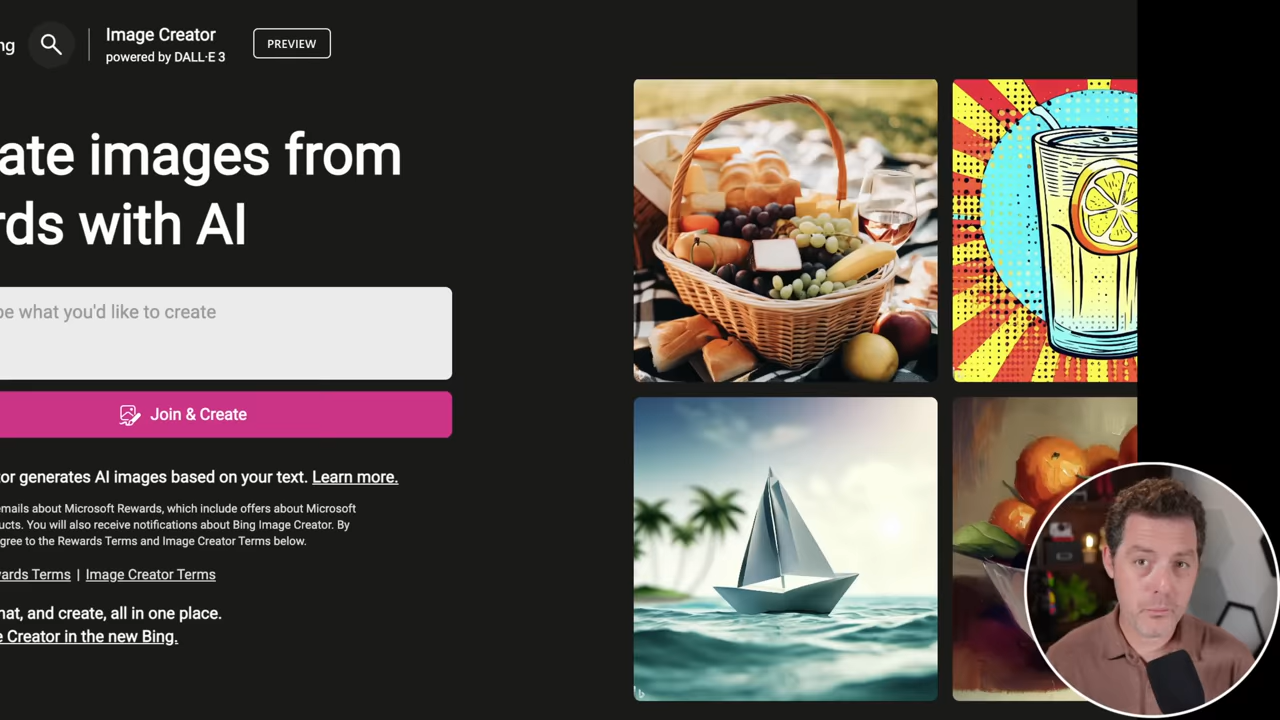 ng
Image Creator
powered by DALL·E 3
PREVIEW
ate images from
rds with AI
be what you'd like to create
Join & Create
or generates AI images based on your text. Learn more.
emails about Microsoft Rewards, which include offers about Microsoft
ucts. You will also receive notifications about Bing Image Creator. By
gree to the Rewards Terms and Image Creator Terms below.
wards Terms | Image Creator Terms
hat, and create, all in one place.
e Creator in the new Bing.